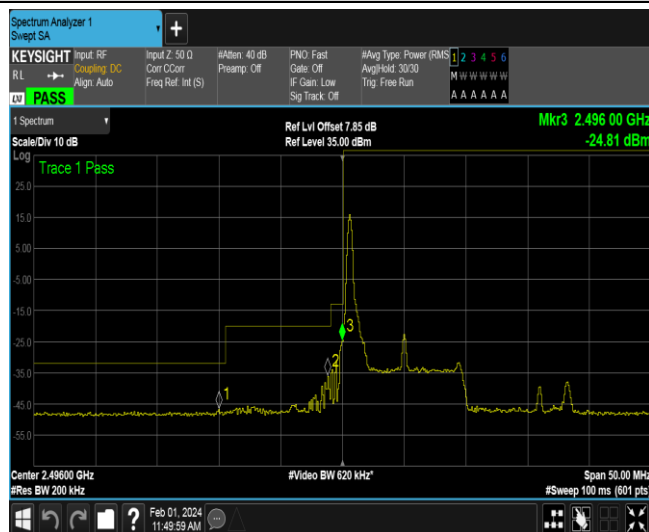 Spectrum Analyzer 1
Swept SA
+
KEYSIGHT
RL
LXI PASS
Input: RF
Coupling: DC
Align: Auto
Input Z: 50 Ω
Corr CCorr
Freq Ref: Int (S)
#Atten: 40 dB
Preamp: Off
PNO: Fast
Gate: Off
IF Gain: Low
Sig Track: Off
#Avg Type: Power (RMS
Avg|Hold: 30/30
Trig: Free Run
1 2 3 4 5 6
M W W W W W
A A A A A A
1 Spectrum
Scale/Div 10 dB
Ref Lvl Offset 7.85 dB
Ref Level 35.00 dBm
Mkr3 2.496 00 GHz
-24.81 dBm
Log
Trace 1 Pass
25.0
15.0
5.00
-5.00
-15.0
-25.0
-35.0
-45.0
-55.0
1
2
3
Center 2.49600 GHz
#Res BW 200 kHz
#Video BW 620 kHz*
Span 50.00 MHz
#Sweep 100 ms (601 pts)
?
Feb 01, 2024
11:49:59 AM